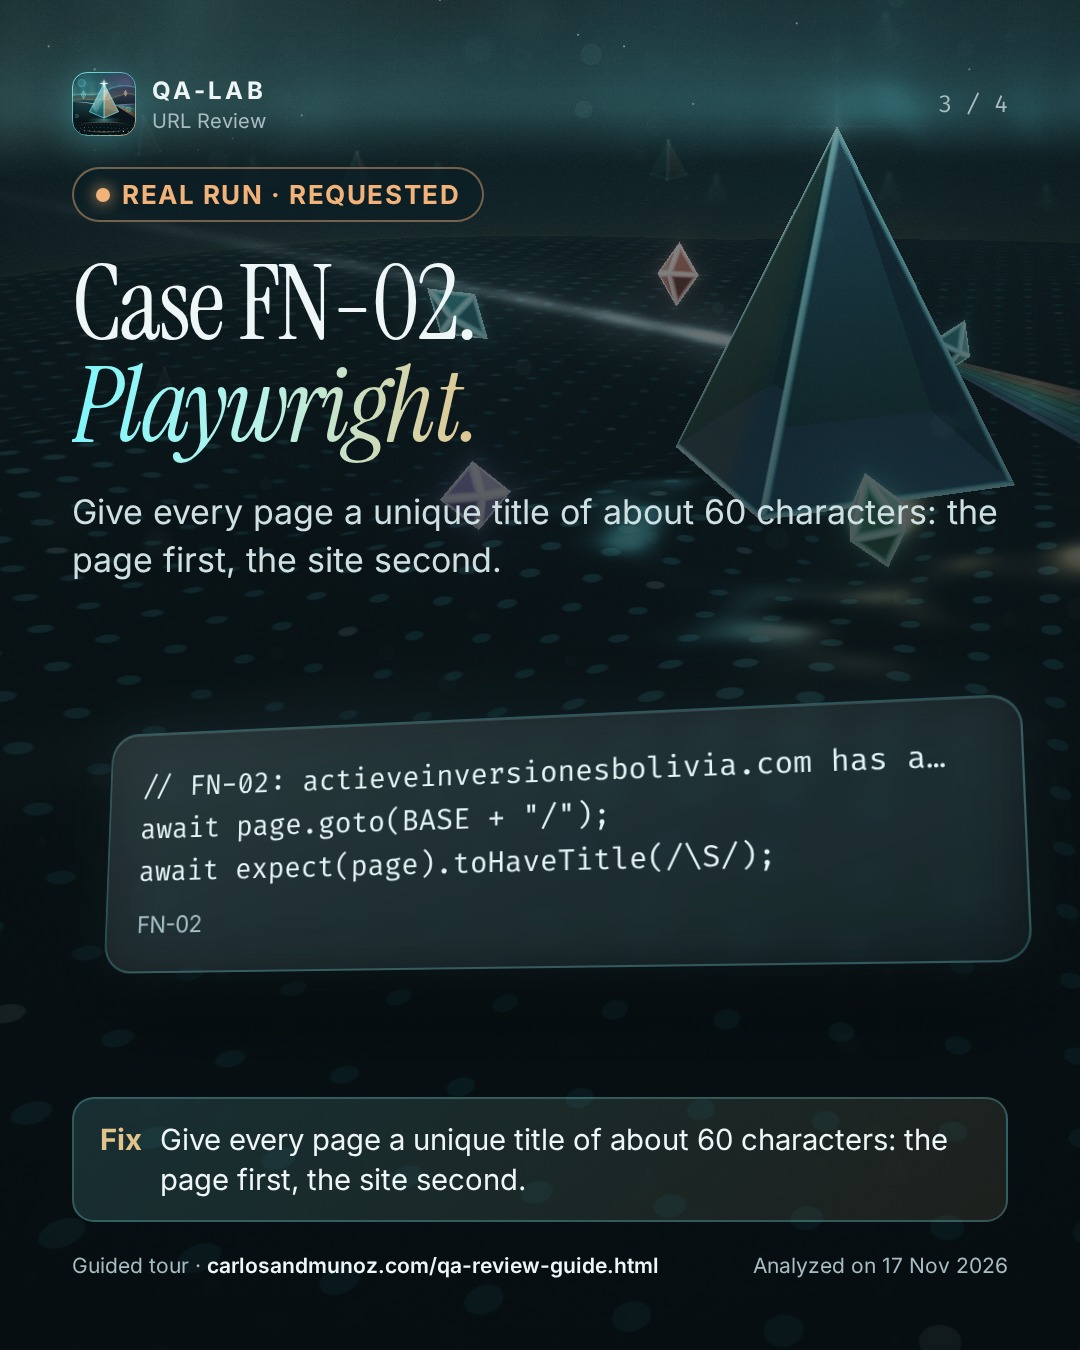 QA-LAB
URL Review
3 / 4
REAL RUN · REQUESTED
Case FN-02.
Playwright.
Give every page a unique title of about 60 characters: the
page first, the site second.
// FN-02: actieveinversionesbolivia.com has a…
await page.goto(BASE + "/");
await expect(page).toHaveTitle(/\S/);
FN-02
Fix Give every page a unique title of about 60 characters: the
page first, the site second.
Guided tour · carlosandmunoz.com/qa-review-guide.html
Analyzed on 17 Nov 2026